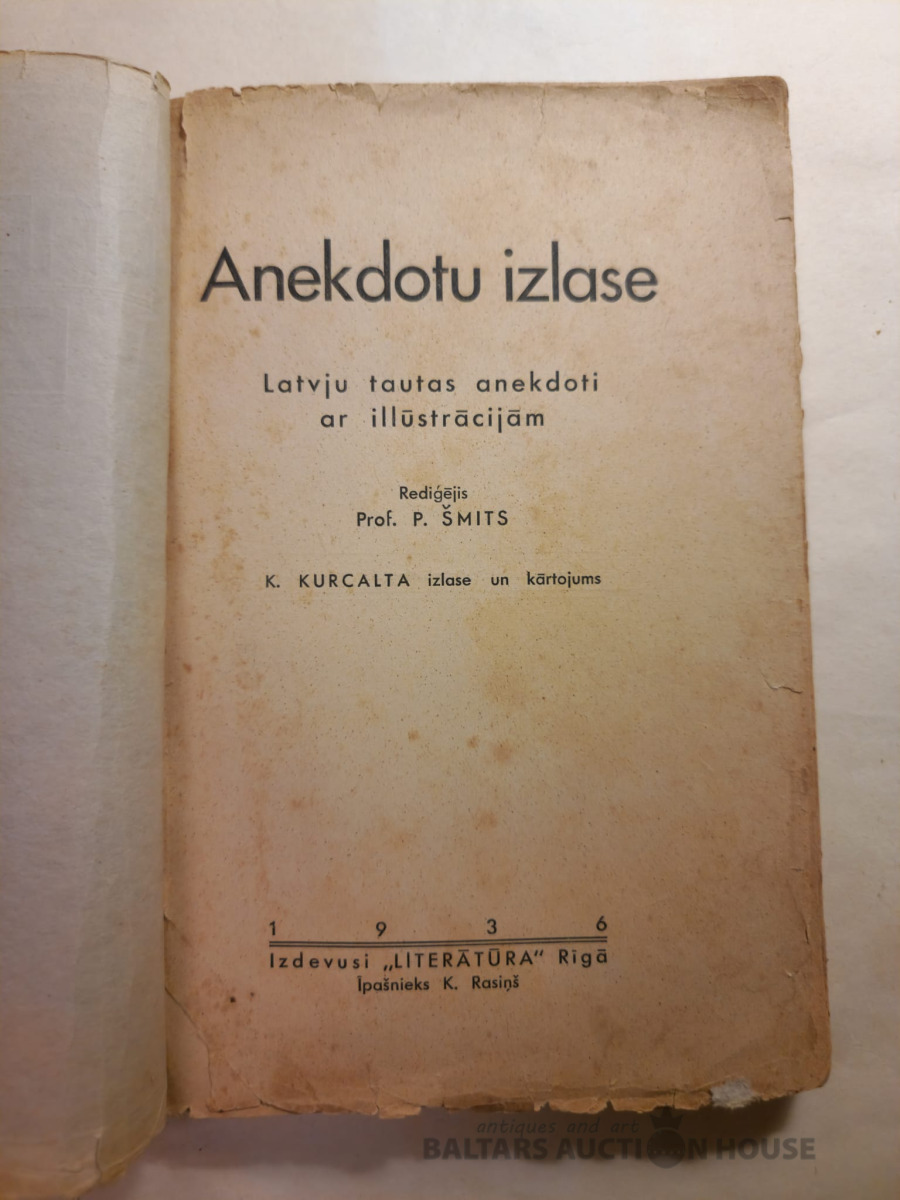 Anekdotu izlase
Latvju tautas anekdoti
ar illūstrācijām
Rediģējis
Prof. P. ŠMITS
K. KURCALTA izlase un kārtojums
1 9 3 6
Izdevusi „LITERĀTŪRA“ Rīgā
Īpašnieks K. Rasiņš
antiques and art
BALTARS AUCTION HOUSE